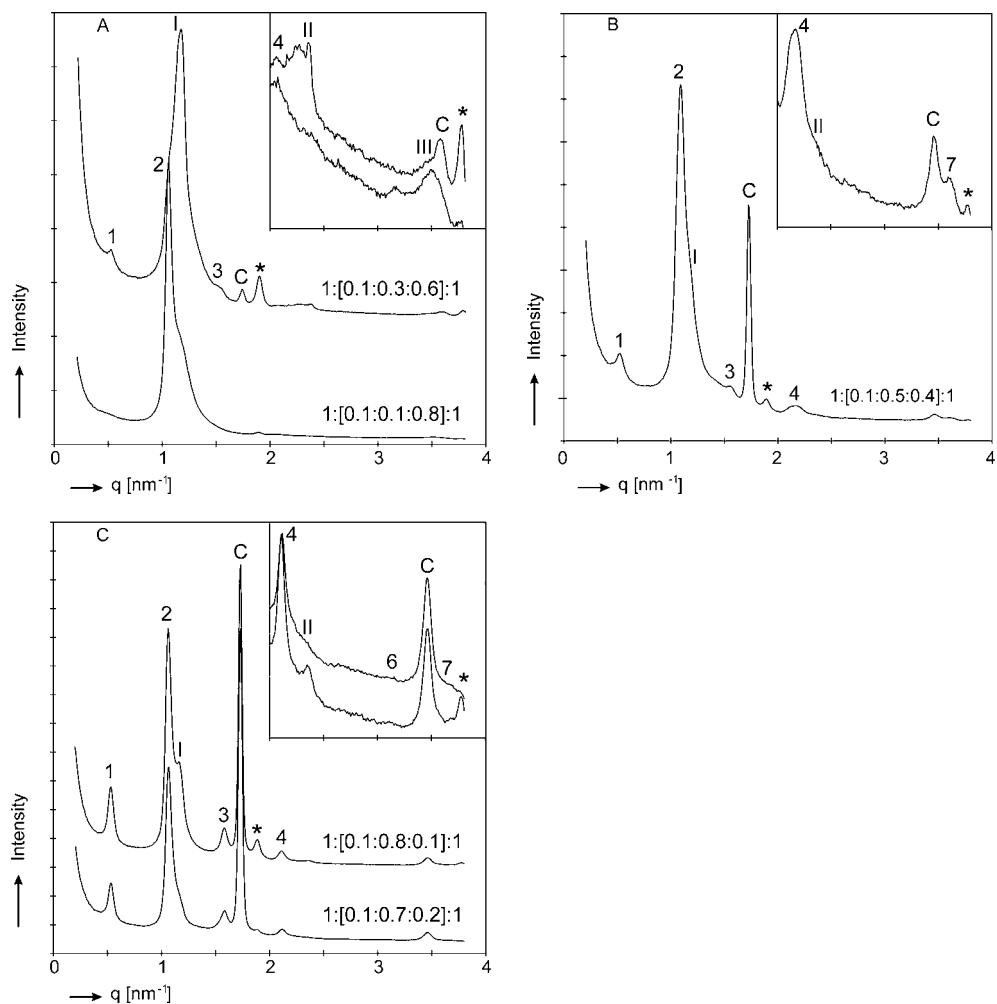 A
I
2
1
3
C
*
1:[0.1:0.3:0.6]:1
1:[0.1:0.1:0.8]:1
4
II
III
C
*
Intensity
0
1
2
3
4
q [nm⁻¹]
B
2
I
1
3
C
*
4
1:[0.1:0.5:0.4]:1
4
II
C
7
*
Intensity
0
1
2
3
4
q [nm⁻¹]
C
C
2
I
1
3
*
4
1:[0.1:0.8:0.1]:1
1:[0.1:0.7:0.2]:1
4
II
6
C
7
*
Intensity
0
1
2
3
4
q [nm⁻¹]